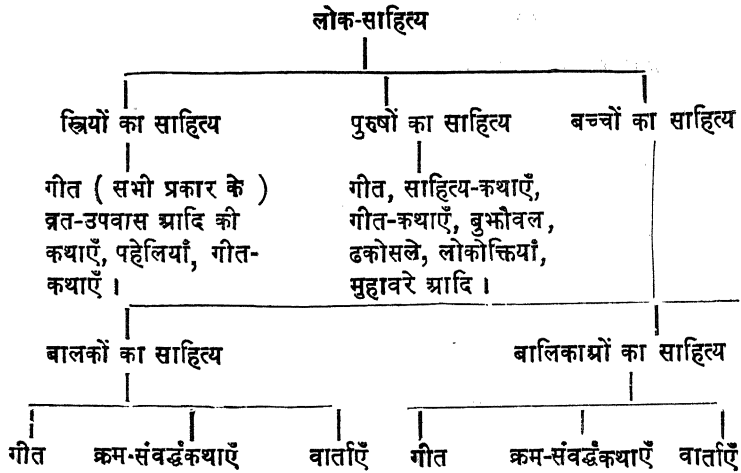 लोक-साहित्य
स्त्रियों का साहित्य पुरुषों का साहित्य बच्चों का साहित्य
गीत ( सभी प्रकार के )
व्रत-उपवास आदि की
कथाएँ, पहेलियाँ, गीत-
कथाएँ ।
गीत, साहित्य-कथाएँ,
गीत-कथाएँ, बुझौवल,
ढकोसले, लोकोक्तियाँ,
मुहावरे आदि ।
बालकों का साहित्य बालिकाओं का साहित्य
गीत क्रम-संवर्द्धकथाएँ वार्ताएँ गीत क्रम-संवर्द्धकथाएँ वार्ताएँ